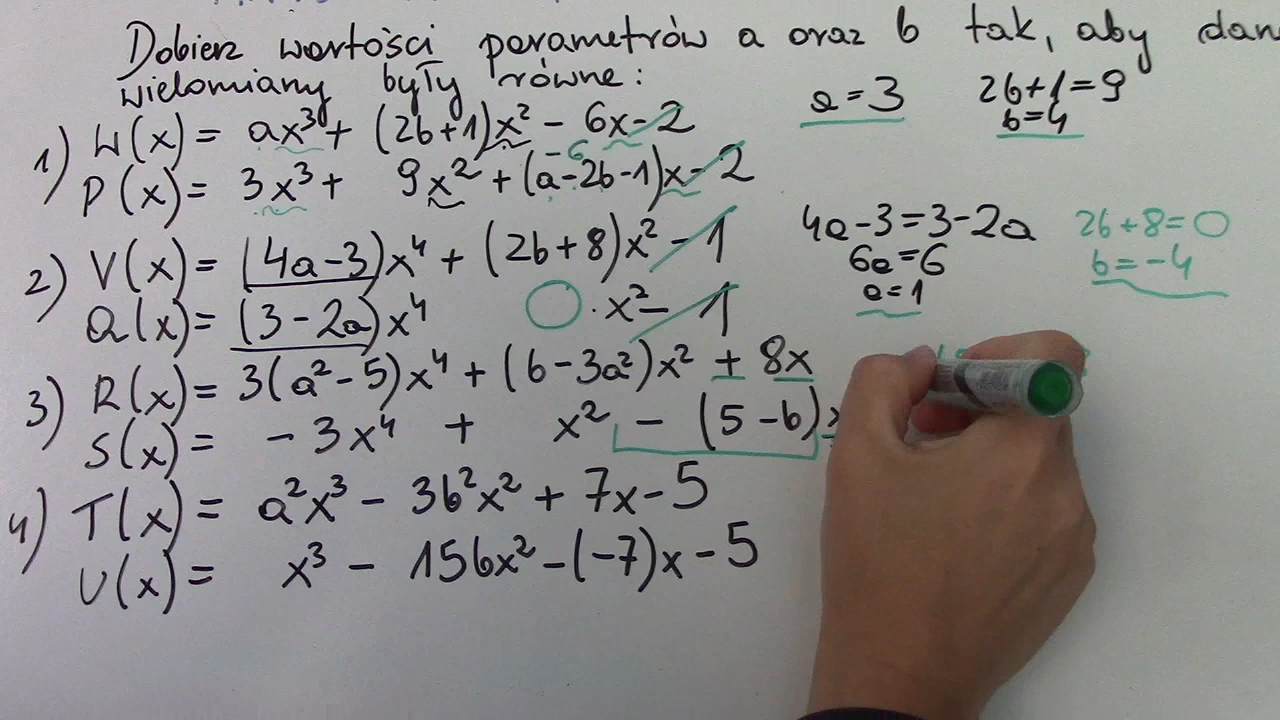 Dobierz wartości parametrów a oraz b tak, aby dan
wielomiany były równe:
1) W(x) = ax³ + (2b+1)x² - 6x - 2
P(x) = 3x³ + 9x² + (a-2b-1)x - 2
-6
a = 3
2b+1=9
b=4
2) V(x) = (4a-3)x⁴ + (2b+8)x² - 1
Q(x) = (3-2a)x⁴ 0·x² - 1
4a-3=3-2a
6a=6
a=1
2b+8=0
b=-4
3) R(x) = 3(a²-5)x⁴ + (b-3a²)x² + 8x
S(x) = -3x⁴ + x² - (5-b)
4) T(x) = a²x³ - 3b²x² + 7x - 5
U(x) = x³ - 15bx² - (-7)x - 5